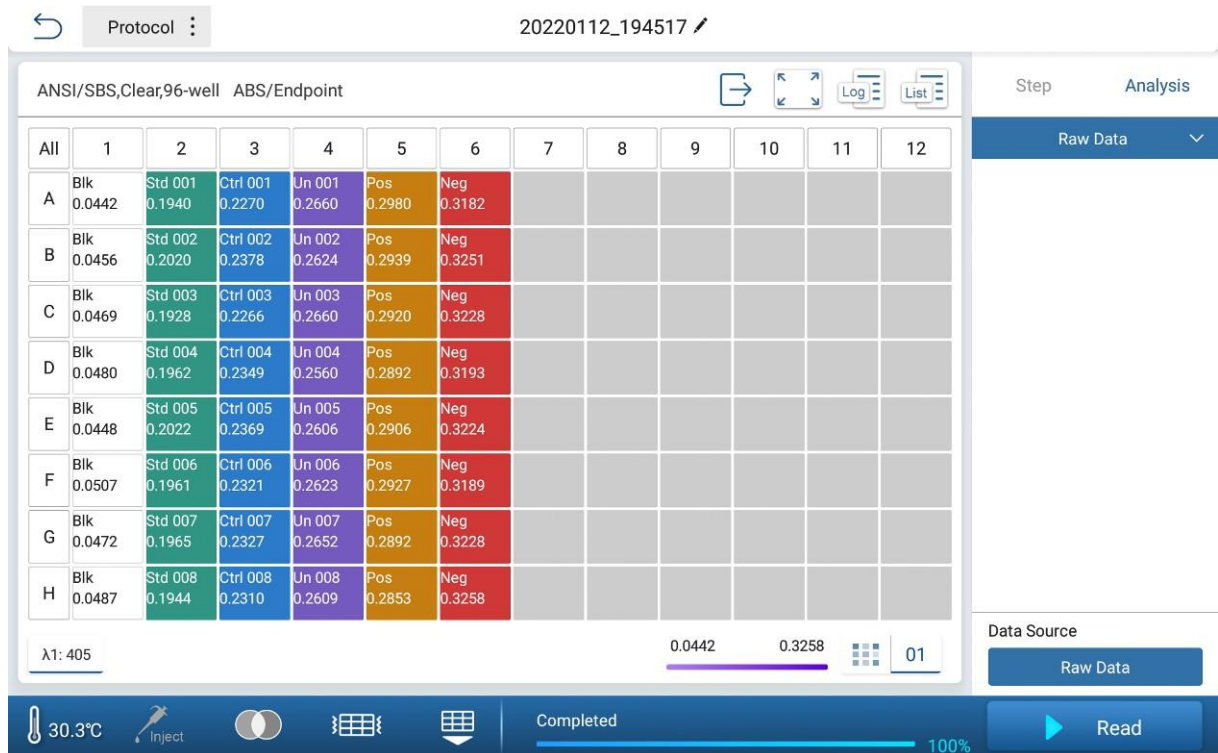 Protocol
20220112_194517
ANSI/SBS,Clear,96-well ABS/Endpoint
Log
List
Step
Analysis
Raw Data
All 1 2 3 4 5 6 7 8 9 10 11 12
A
Blk Std 001 Ctrl 001 Un 001 Pos Neg
0.0442 0.1940 0.2270 0.2660 0.2980 0.3182
B
Blk Std 002 Ctrl 002 Un 002 Pos Neg
0.0456 0.2020 0.2378 0.2624 0.2939 0.3251
C
Blk Std 003 Ctrl 003 Un 003 Pos Neg
0.0469 0.1928 0.2266 0.2660 0.2920 0.3228
D
Blk Std 004 Ctrl 004 Un 004 Pos Neg
0.0480 0.1962 0.2349 0.2560 0.2892 0.3193
E
Blk Std 005 Ctrl 005 Un 005 Pos Neg
0.0448 0.2022 0.2369 0.2606 0.2906 0.3224
F
Blk Std 006 Ctrl 006 Un 006 Pos Neg
0.0507 0.1961 0.2321 0.2623 0.2927 0.3189
G
Blk Std 007 Ctrl 007 Un 007 Pos Neg
0.0472 0.1965 0.2327 0.2652 0.2892 0.3228
H
Blk Std 008 Ctrl 008 Un 008 Pos Neg
0.0487 0.1944 0.2310 0.2609 0.2853 0.3258
λ1: 405
0.0442 0.3258
01
Data Source
Raw Data
30.3℃
Inject
Completed
100%
Read